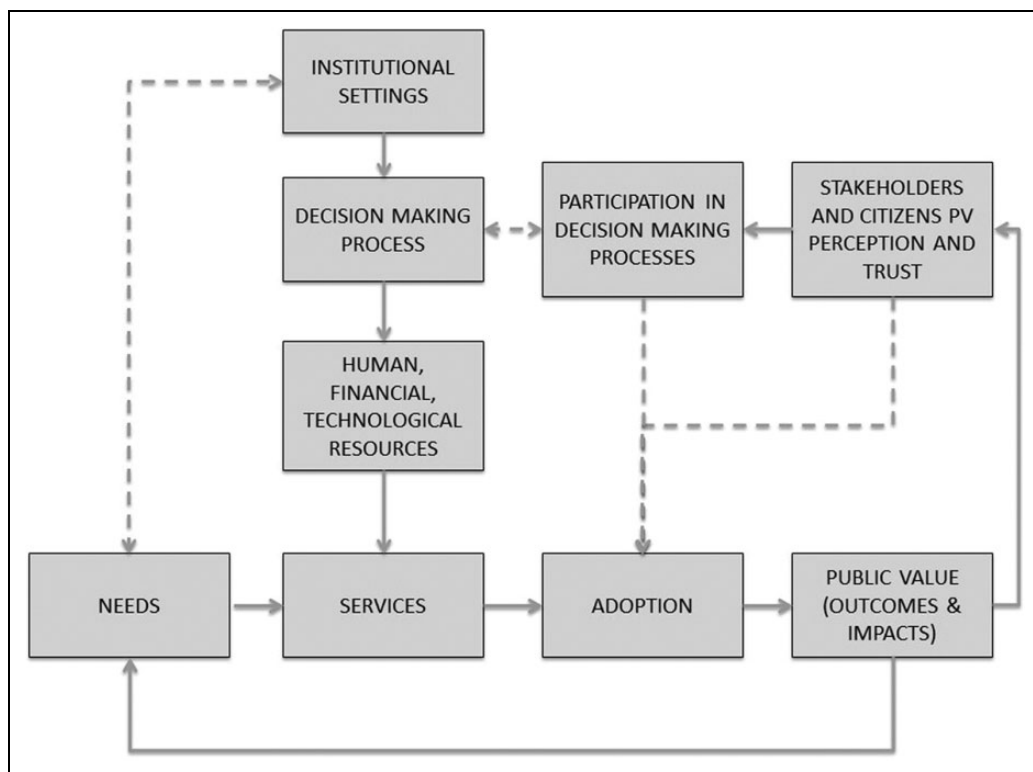 INSTITUTIONAL
SETTINGS
DECISION MAKING
PROCESS
PARTICIPATION IN
DECISION MAKING
PROCESSES
STAKEHOLDERS
AND CITIZENS PV
PERCEPTION AND
TRUST
HUMAN,
FINANCIAL,
TECHNOLOGICAL
RESOURCES
NEEDS
SERVICES
ADOPTION
PUBLIC VALUE
(OUTCOMES &
IMPACTS)